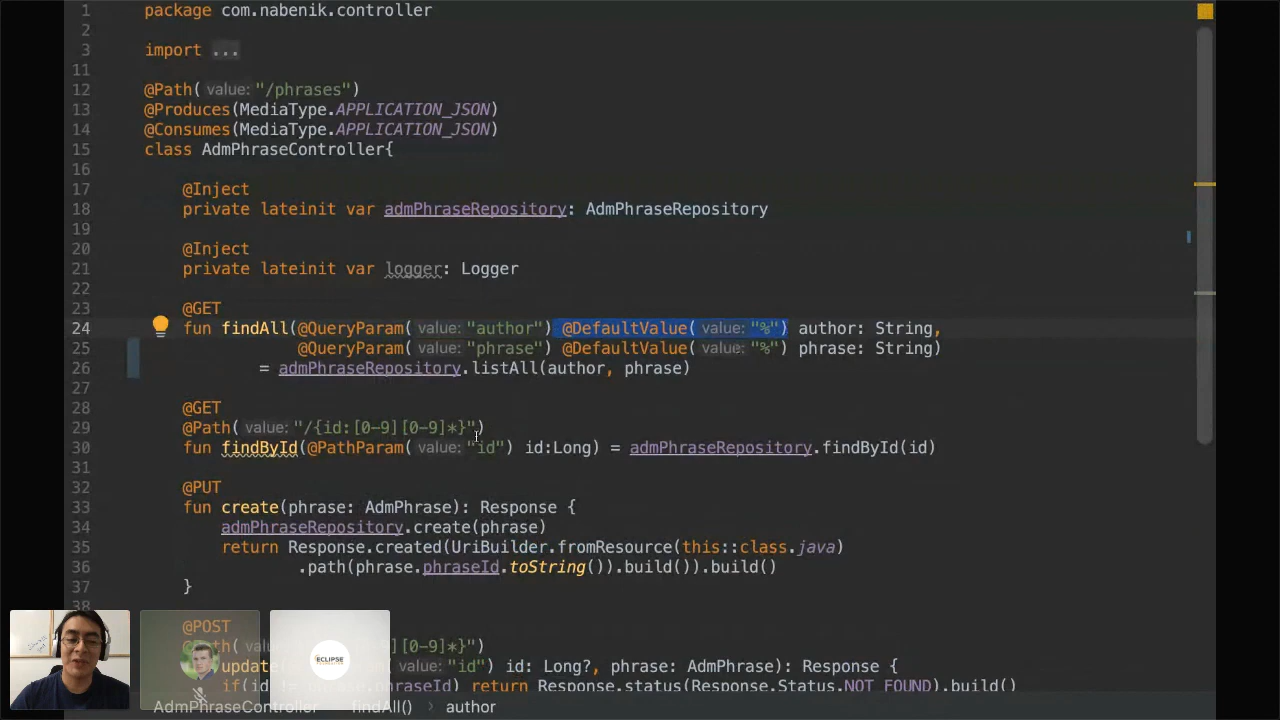 1 package com.nabenik.controller
2
3 import ...
11
12 @Path( value: "/phrases")
13 @Produces(MediaType.APPLICATION_JSON)
14 @Consumes(MediaType.APPLICATION_JSON)
15 class AdmPhraseController{
16
17 @Inject
18 private lateinit var admPhraseRepository: AdmPhraseRepository
19
20 @Inject
21 private lateinit var logger: Logger
22
23 @GET
24 fun findAll(@QueryParam( value: "author") @DefaultValue( value: "%") author: String,
25 @QueryParam( value: "phrase") @DefaultValue( value: "%") phrase: String)
26 = admPhraseRepository.listAll(author, phrase)
27
28 @GET
29 @Path( value: "/{id:[0-9][0-9]*}")
30 fun findById(@PathParam( value: "id") id:Long) = admPhraseRepository.findById(id)
31
32 @PUT
33 fun create(phrase: AdmPhrase): Response {
34 admPhraseRepository.create(phrase)
35 return Response.created(UriBuilder.fromResource(this::class.java)
36 .path(phrase.phraseId.toString()).build()).build()
37 }
38
@POST
[0-9]*}")
update( value: "id") id: Long?, phrase: AdmPhrase): Response {
if(id return Response.status(Response.Status.NOT_FOUND).build()
ECLIPSE
AdmPhraseController › findAll() › author